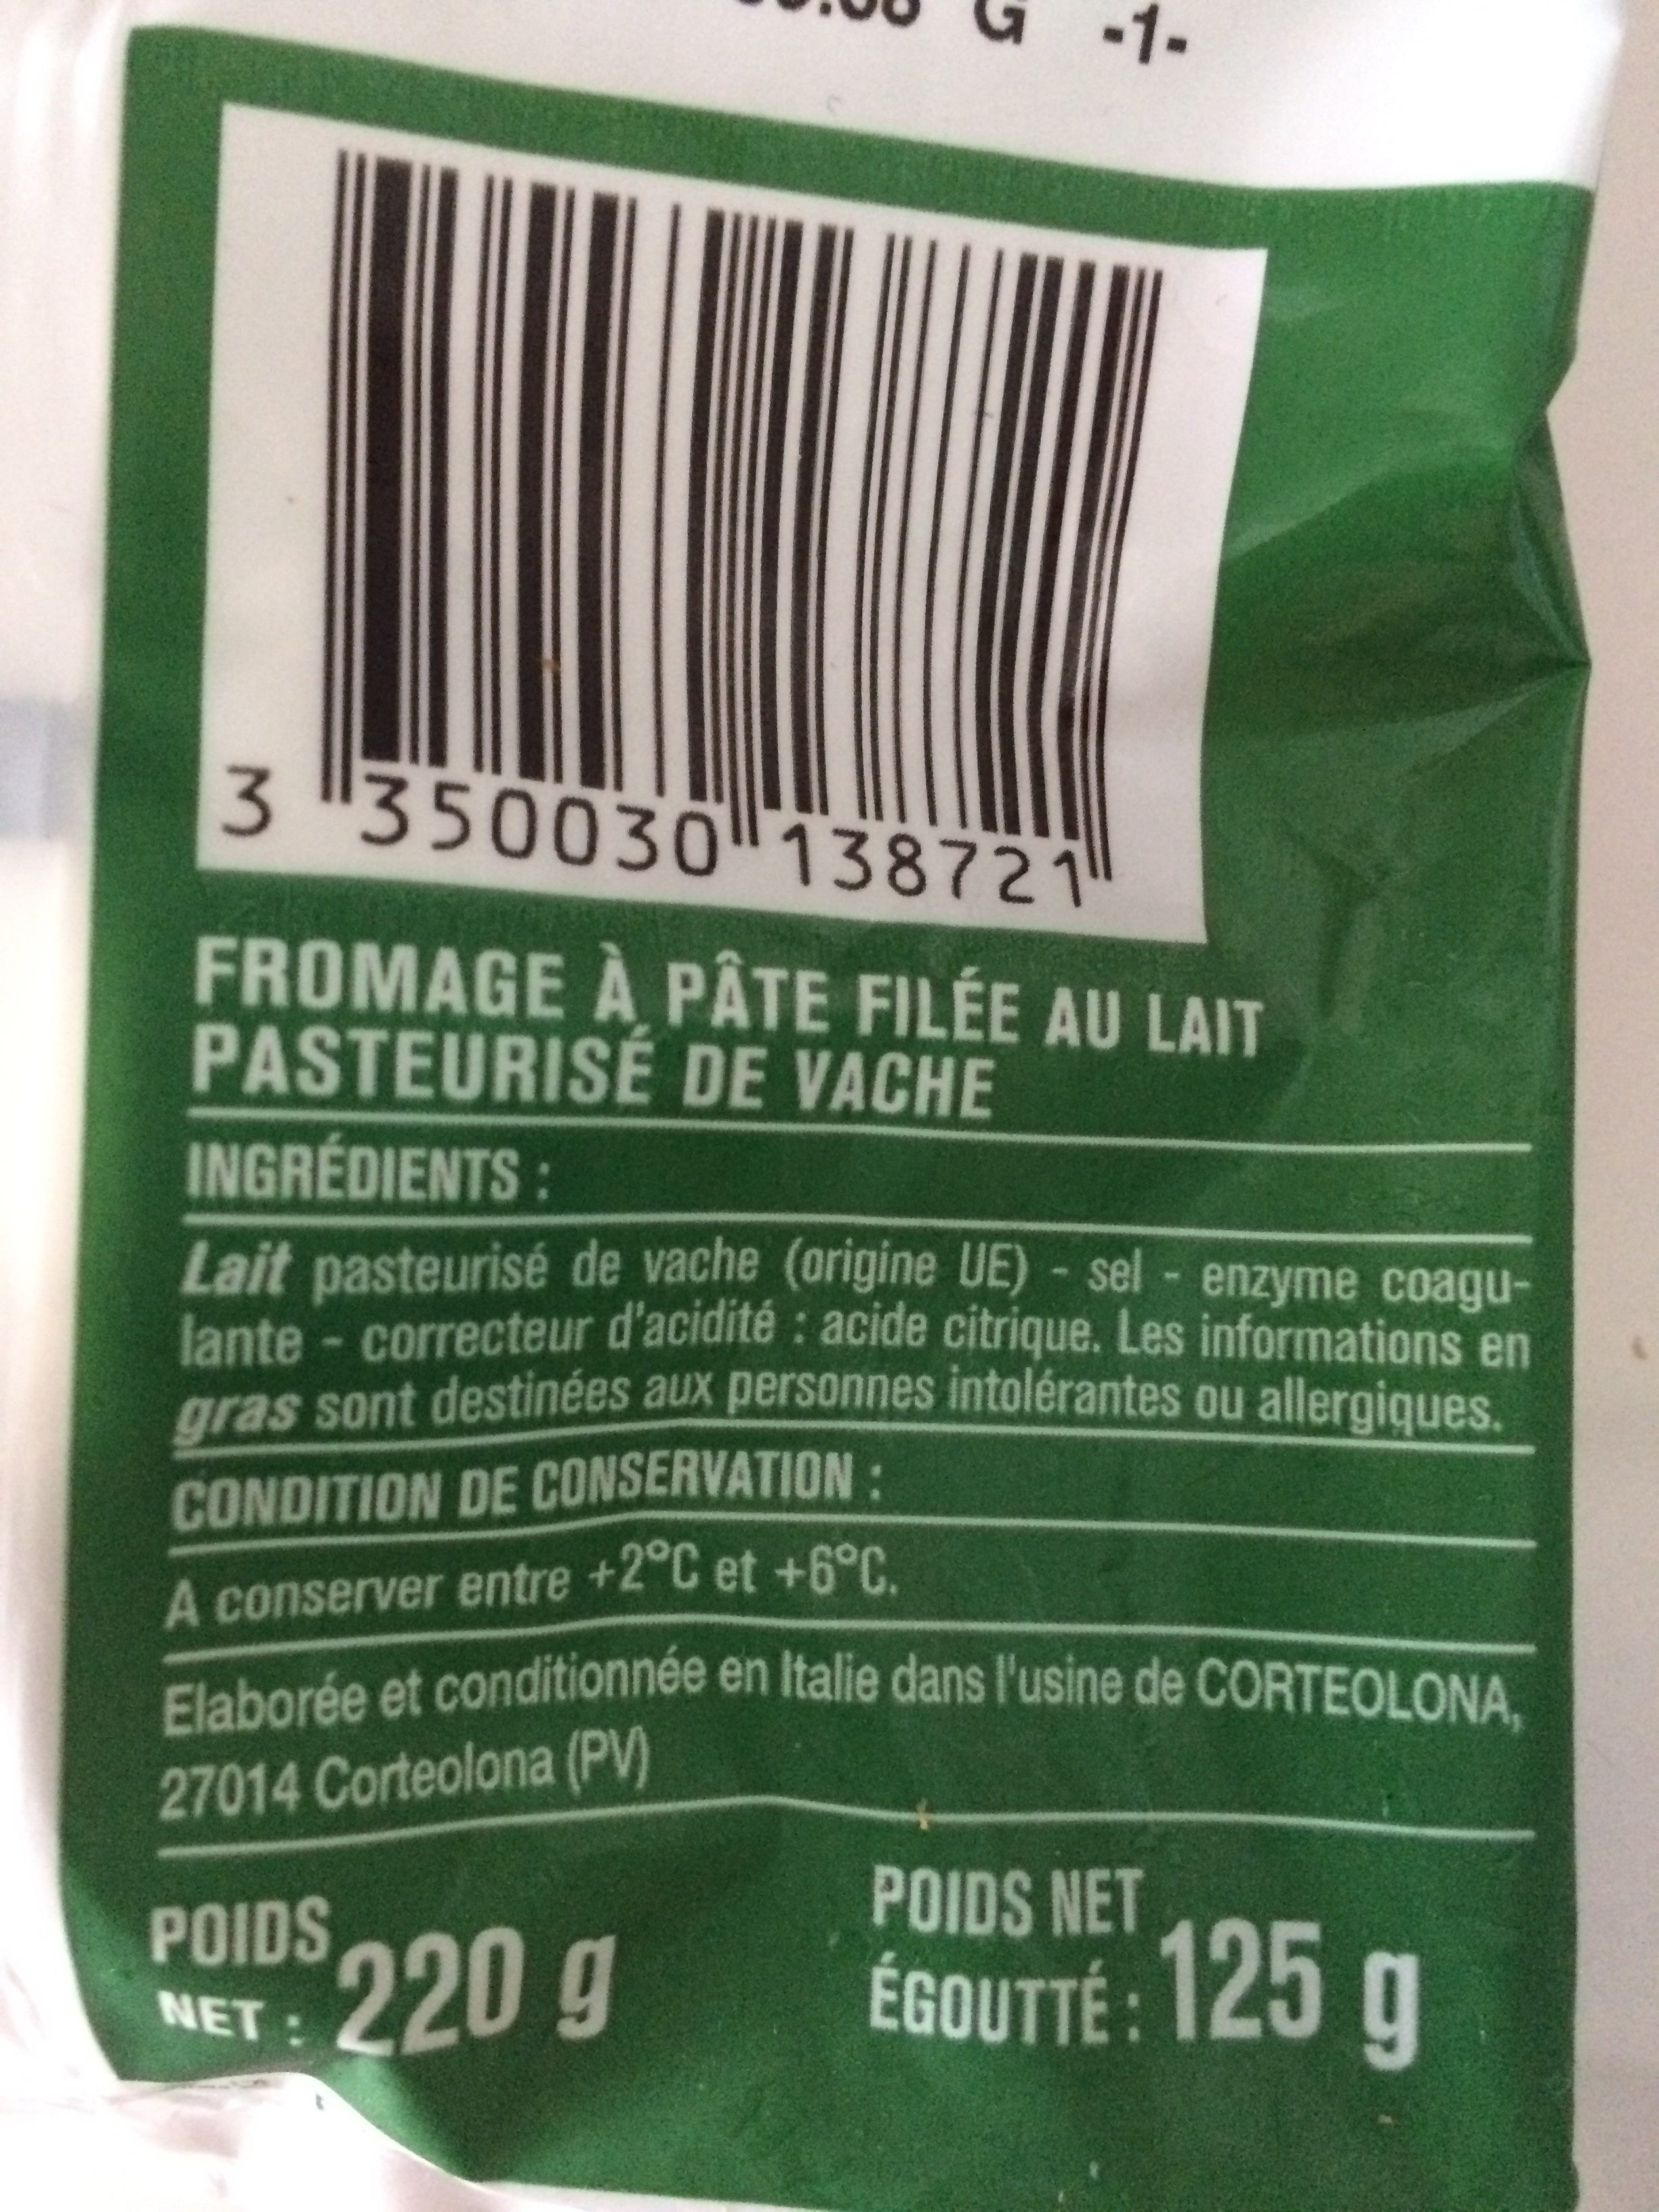 G -1-
3 350030 138721
FROMAGE À PÂTE FILÉE AU LAIT
PASTEURISÉ DE VACHE
INGRÉDIENTS :
Lait pasteurisé de vache (origine UE) - sel - enzyme coagu-
lante - correcteur d'acidité : acide citrique. Les informations en
gras sont destinées aux personnes intolérantes ou allergiques.
CONDITION DE CONSERVATION :
A conserver entre +2°C et +6°C.
Elaborée et conditionnée en Italie dans l'usine de CORTEOLONA,
27014 Corteolona (PV)
POIDS
NET : 220 g
POIDS NET
ÉGOUTTÉ : 125 g